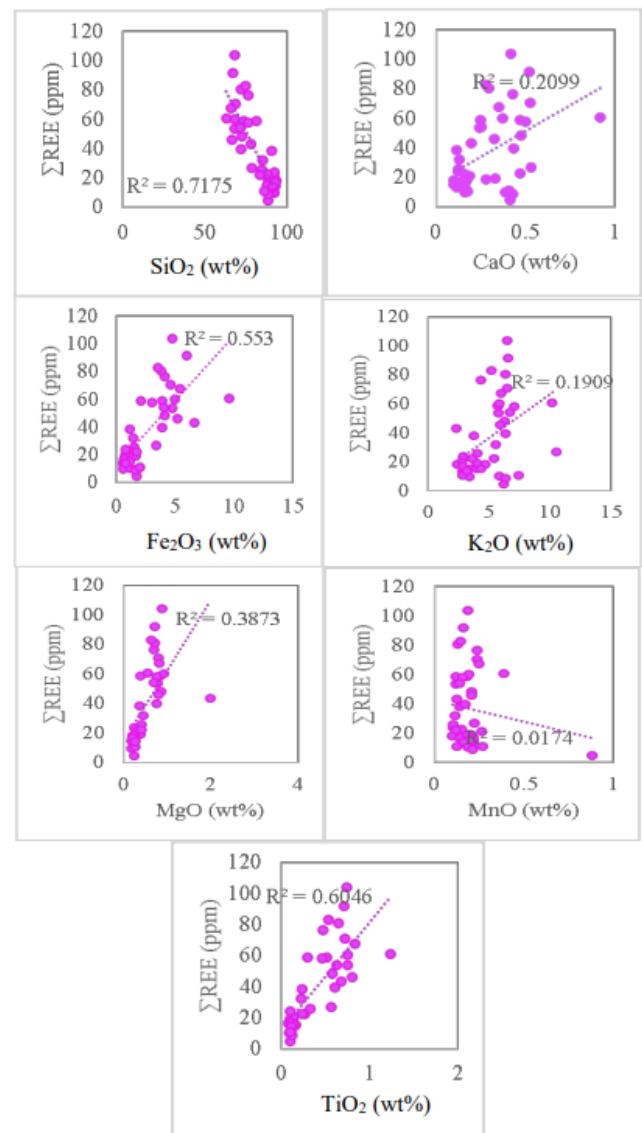 120
100
80
60
40
20
0
∑REE (ppm)
R² = 0.7175
0 50 100
SiO₂ (wt%)
120
100
80
60
40
20
0
∑REE (ppm)
R² = 0.2099
0 0.5 1
CaO (wt%)
120
100
80
60
40
20
0
∑REE (ppm)
R² = 0.553
0 5 10 15
Fe₂O₃ (wt%)
120
100
80
60
40
20
0
∑REE (ppm)
R² = 0.1909
0 5 10 15
K₂O (wt%)
120
100
80
60
40
20
0
∑REE (ppm)
R² = 0.3873
0 2 4
MgO (wt%)
120
100
80
60
40
20
0
∑REE (ppm)
R² = 0.0174
0 0.5 1
MnO (wt%)
120
100
80
60
40
20
0
∑REE (ppm)
R² = 0.6046
0 1 2
TiO₂ (wt%)